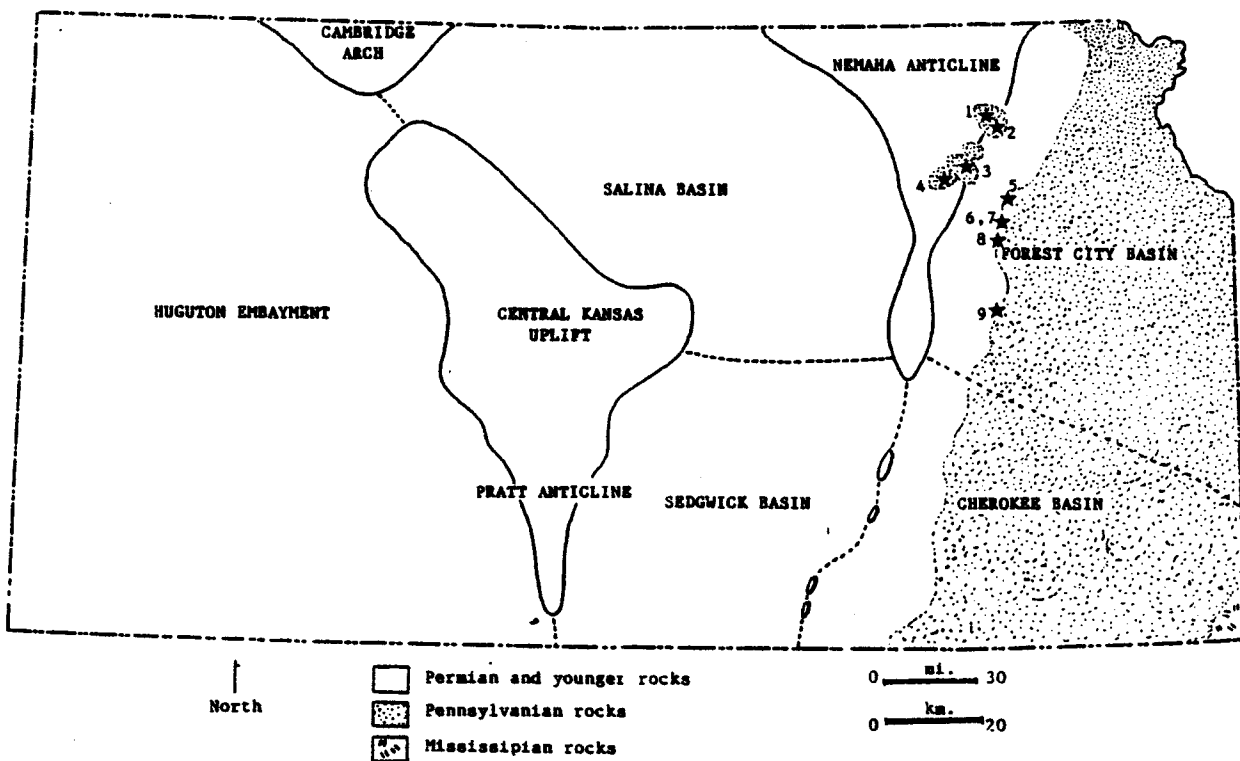 CAMBRIDGE
ARCH
NEMAHA ANTICLINE
1
2
3
4
SALINA BASIN
5
6,7
8
FOREST CITY BASIN
HUGUTON EMBAYMENT
CENTRAL KANSAS
UPLIFT
9
PRATT ANTICLINE
SEDGWICK BASIN
CHEROKEE BASIN
North
Permian and younger rocks
Pennsylvanian rocks
Mississipian rocks
mi.
0 30
km.
0 20